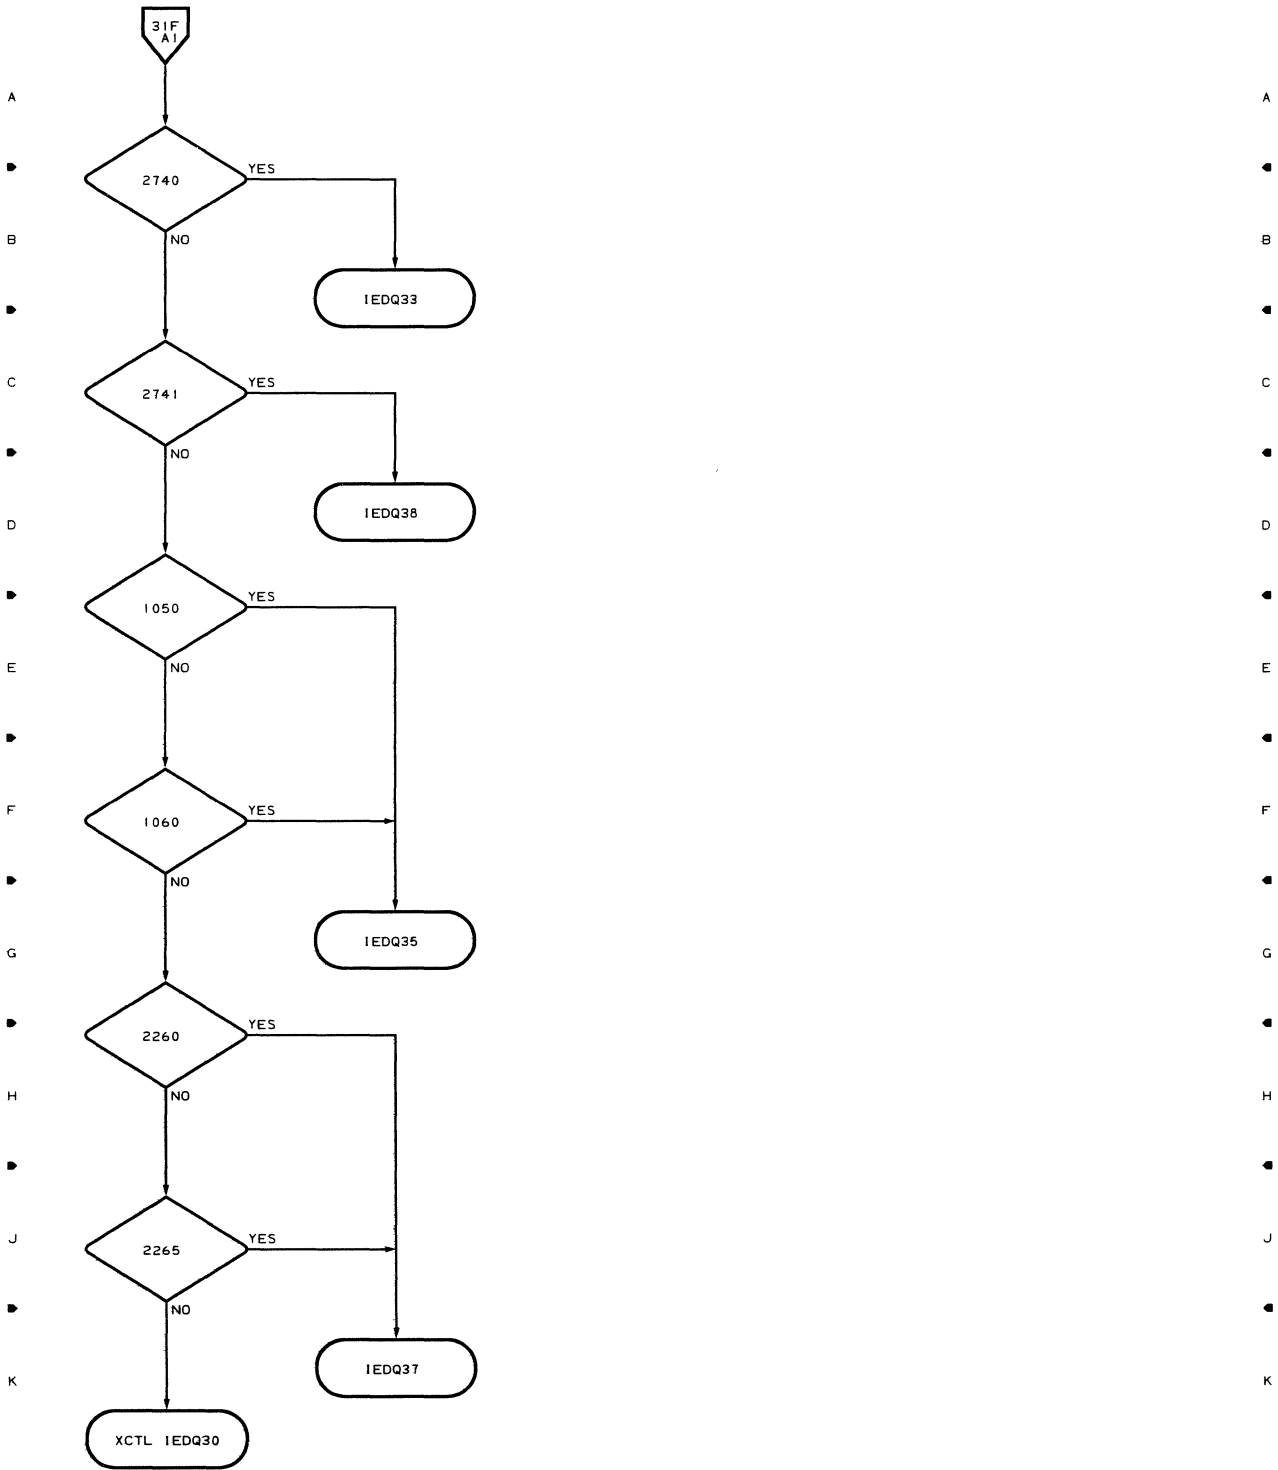 31F
A1
A A
2740
YES
NO
B B
IEDQ33
C C
2741
YES
NO
IEDQ38
D D
1050
YES
NO
E E
F F
1060
YES
NO
IEDQ35
G G
2260
YES
NO
H H
J J
2265
YES
NO
IEDQ37
K K
XCTL IEDQ30